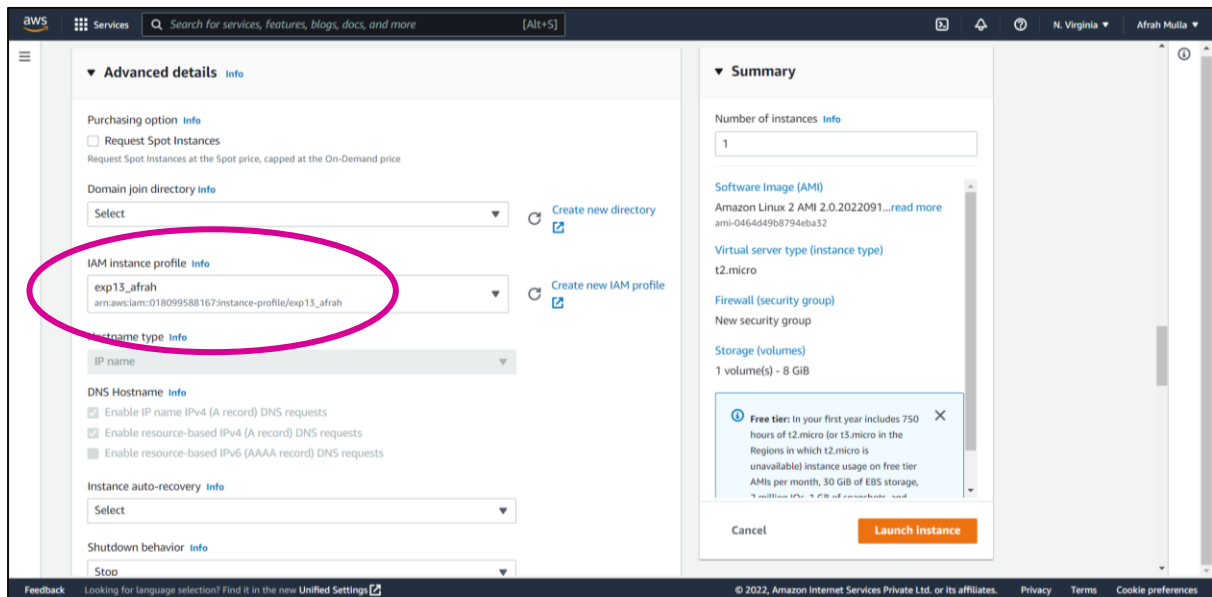 aws
Services
Search for services, features, blogs, docs, and more
[Alt+S]
N. Virginia
Afrah Mulla
Advanced details Info
Purchasing option Info
Request Spot Instances
Request Spot Instances at the Spot price, capped at the On-Demand price
Domain join directory Info
Select
Create new directory
IAM instance profile Info
exp13_afrah
arn:aws:iam::018099588167:instance-profile/exp13_afrah
Create new IAM profile
Hostname type Info
IP name
DNS Hostname Info
Enable IP name IPv4 (A record) DNS requests
Enable resource-based IPv4 (A record) DNS requests
Enable resource-based IPv6 (AAAA record) DNS requests
Instance auto-recovery Info
Select
Shutdown behavior Info
Stop
Summary
Number of instances Info
1
Software Image (AMI)
Amazon Linux 2 AMI 2.0.2022091...read more
ami-0464d49b8794eba32
Virtual server type (instance type)
t2.micro
Firewall (security group)
New security group
Storage (volumes)
1 volume(s) - 8 GiB
Free tier: In your first year includes 750
hours of t2.micro (or t3.micro in the
Regions in which t2.micro is
unavailable) instance usage on free tier
AMIs per month, 30 GiB of EBS storage,
2 million IOs, 1 GB of snapshots, and
Cancel
Launch instance
Feedback
Looking for language selection? Find it in the new Unified Settings
© 2022, Amazon Internet Services Private Ltd. or its affiliates.
Privacy
Terms
Cookie preferences